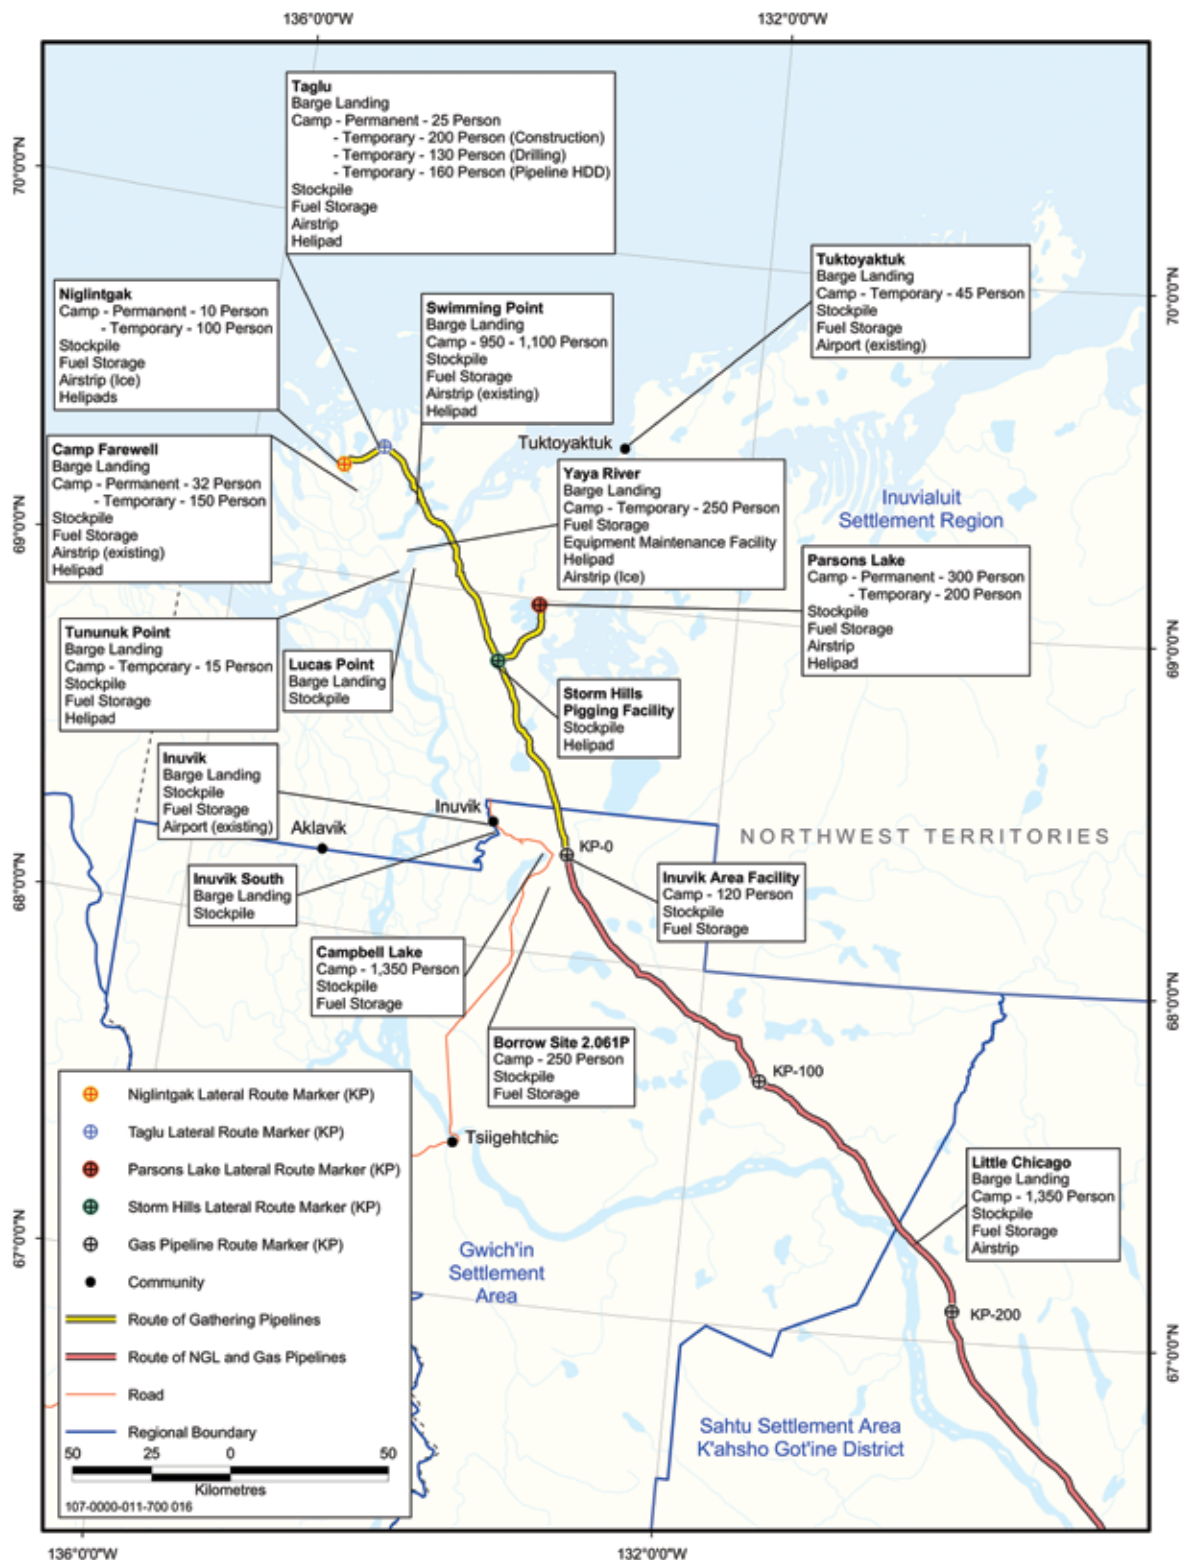 136°0'0"W
132°0'0"W
70°0'0"N
Taglu
Barge Landing
Camp - Permanent - 25 Person
- Temporary - 200 Person (Construction)
- Temporary - 130 Person (Drilling)
- Temporary - 160 Person (Pipeline HDD)
Stockpile
Fuel Storage
Airstrip
Helipad
Tuktoyaktuk
Barge Landing
Camp - Temporary - 45 Person
Stockpile
Fuel Storage
Airport (existing)
70°0'0"N
Niglintgak
Camp - Permanent - 10 Person
- Temporary - 100 Person
Stockpile
Fuel Storage
Airstrip (Ice)
Helipads
Swimming Point
Barge Landing
Camp - 950 - 1,100 Person
Stockpile
Fuel Storage
Airstrip (existing)
Helipad
Tuktoyaktuk
Camp Farewell
Barge Landing
Camp - Permanent - 32 Person
- Temporary - 150 Person
Stockpile
Fuel Storage
Airstrip (existing)
Helipad
69°0'0"N
Yaya River
Barge Landing
Camp - Temporary - 250 Person
Fuel Storage
Equipment Maintenance Facility
Helipad
Airstrip (Ice)
Inuvialuit
Settlement Region
Parsons Lake
Camp - Permanent - 300 Person
- Temporary - 200 Person
Stockpile
Fuel Storage
Airstrip
Helipad
69°0'0"N
Tununuk Point
Barge Landing
Camp - Temporary - 15 Person
Stockpile
Fuel Storage
Helipad
Lucas Point
Barge Landing
Stockpile
Storm Hills
Pigging Facility
Stockpile
Helipad
Inuvik
Barge Landing
Stockpile
Fuel Storage
Airport (existing)
Inuvik
Aklavik
NORTHWEST TERRITORIES
KP-0
68°0'0"N
Inuvik South
Barge Landing
Stockpile
Inuvik Area Facility
Camp - 120 Person
Stockpile
Fuel Storage
Campbell Lake
Camp - 1,350 Person
Stockpile
Fuel Storage
68°0'0"N
Borrow Site 2.061P
Camp - 250 Person
Stockpile
Fuel Storage
KP-100
Tsiigehtchic
Little Chicago
Barge Landing
Camp - 1,350 Person
Stockpile
Fuel Storage
Airstrip
67°0'0"N
Gwich'in
Settlement
Area
KP-200
67°0'0"N
Sahtu Settlement Area
K'ahsho Got'ine District
Niglintgak Lateral Route Marker (KP)
Taglu Lateral Route Marker (KP)
Parsons Lake Lateral Route Marker (KP)
Storm Hills Lateral Route Marker (KP)
Gas Pipeline Route Marker (KP)
Community
Route of Gathering Pipelines
Route of NGL and Gas Pipelines
Road
Regional Boundary
50 25 0 50
Kilometres
107-0000-011-700 016
136°0'0"W
132°0'0"W